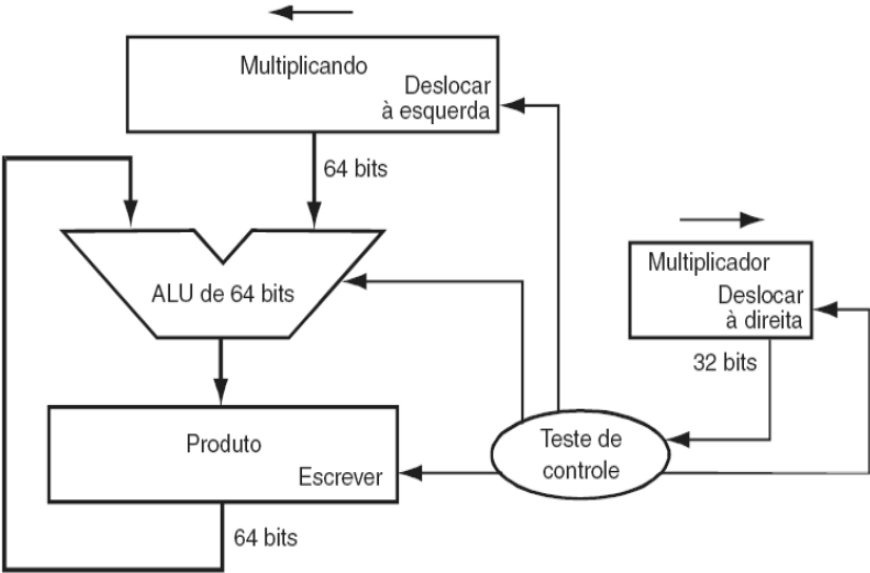 Multiplicando
Deslocar
à esquerda
64 bits
ALU de 64 bits
Multiplicador
Deslocar
à direita
32 bits
Produto
Escrever
Teste de
controle
64 bits